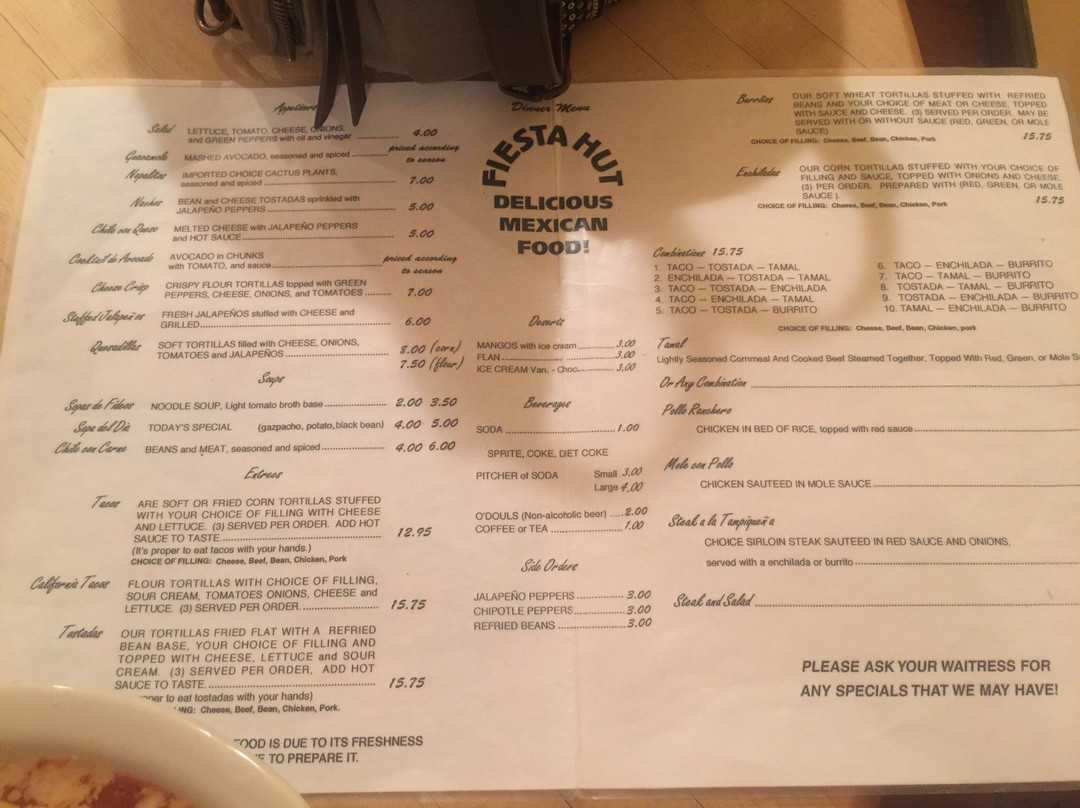 Appetizers
Salad LETTUCE, TOMATO, CHEESE, ONIONS,
and GREEN PEPPERS with oil and vinegar .......... 4.00
Guacamole MASHED AVOCADO, seasoned and spiced .......... priced according
to season
Nopalitos IMPORTED CHOICE CACTUS PLANTS,
seasoned and spiced .......... 7.00
Nachos BEAN and CHEESE TOSTADAS sprinkled with
JALAPEÑO PEPPERS .......... 5.00
Chile con Queso MELTED CHEESE with JALAPEÑO PEPPERS
and HOT SAUCE .......... 5.00
Cocktail de Avocado AVOCADO in CHUNKS
with TOMATO, and sauce .......... priced according
to season
Cheese Crisp CRISPY FLOUR TORTILLAS topped with GREEN
PEPPERS, CHEESE, ONIONS, and TOMATOES .......... 7.00
Stuffed Jalapeños FRESH JALAPEÑOS stuffed with CHEESE and
GRILLED .......... 6.00
Quesadillas SOFT TORTILLAS filled with CHEESE, ONIONS,
TOMATOES and JALAPEÑOS .......... 8.00 (corn)
7.50 (flour)
Soups
Sopas de Fideos NOODLE SOUP, Light tomato broth base .......... 2.00 3.50
Sopa del Dia TODAY'S SPECIAL (gazpacho, potato, black bean) 4.00 5.00
Chile con Carne BEANS and MEAT, seasoned and spiced .......... 4.00 6.00
Entrees
Tacos ARE SOFT OR FRIED CORN TORTILLAS STUFFED
WITH YOUR CHOICE OF FILLING WITH CHEESE
AND LETTUCE. (3) SERVED PER ORDER. ADD HOT
SAUCE TO TASTE .......... 12.95
(It's proper to eat tacos with your hands.)
CHOICE OF FILLING: Cheese, Beef, Bean, Chicken, Pork
California Tacos FLOUR TORTILLAS WITH CHOICE OF FILLING,
SOUR CREAM, TOMATOES ONIONS, CHEESE and
LETTUCE. (3) SERVED PER ORDER. .......... 15.75
Tostadas OUR TORTILLAS FRIED FLAT WITH A REFRIED
BEAN BASE, YOUR CHOICE OF FILLING AND
TOPPED WITH CHEESE, LETTUCE and SOUR
CREAM. (3) SERVED PER ORDER, ADD HOT
SAUCE TO TASTE. .......... 15.75
to eat tostadas with your hands)
Cheese, Beef, Bean, Chicken, Pork.
FOOD IS DUE TO ITS FRESHNESS
TO PREPARE IT.
Dinner Menu
FIESTA HUT
DELICIOUS
MEXICAN
FOOD!
Deserts
MANGOS with ice cream .......... 3.00
FLAN .......... 3.00
ICE CREAM Van. - Choc. .......... 3.00
Beverages
SODA .......... 1.00
SPRITE, COKE, DIET COKE
PITCHER of SODA Small 3.00
Large 4.00
O'DOULS (Non-alcoholic beer) .......... 2.00
COFFEE or TEA .......... 1.00
Side Orders
JALAPEÑO PEPPERS .......... 3.00
CHIPOTLE PEPPERS .......... 3.00
REFRIED BEANS .......... 3.00
Burritos OUR SOFT WHEAT TORTILLAS STUFFED WITH REFRIED
BEANS AND YOUR CHOICE OF MEAT OR CHEESE, TOPPED
WITH SAUCE AND CHEESE. (3) SERVED PER ORDER. MAY BE
SERVED WITH OR WITHOUT SAUCE (RED, GREEN, OR MOLE
SAUCE) 15.75
CHOICE OF FILLING: Cheese, Beef, Bean, Chicken, Pork
Enchiladas OUR CORN TORTILLAS STUFFED WITH YOUR CHOICE OF
FILLING AND SAUCE, TOPPED WITH ONIONS AND CHEESE.
(3) PER ORDER. PREPARED WITH (RED, GREEN, OR MOLE
SAUCE ). 15.75
CHOICE OF FILLING: Cheese, Beef, Bean, Chicken, Pork
Combinations 15.75
1. TACO — TOSTADA — TAMAL
2. ENCHILADA — TOSTADA — TAMAL
3. TACO — TOSTADA — ENCHILADA
4. TACO — ENCHILADA — TAMAL
5. TACO — TOSTADA — BURRITO
6. TACO — ENCHILADA — BURRITO
7. TACO — TAMAL — BURRITO
8. TOSTADA — TAMAL — BURRITO
9. TOSTADA — ENCHILADA — BURRITO
10. TAMAL — ENCHILADA — BURRITO
CHOICE OF FILLING: Cheese, Beef, Bean, Chicken, pork
Tamal
Lightly Seasoned Cornmeal And Cooked Beef Steamed Together, Topped With Red, Green, or Mole
Or Any Combination
Pollo Ranchero
CHICKEN IN BED OF RICE, topped with red sauce
Mole con Pollo
CHICKEN SAUTEED IN MOLE SAUCE
Steak a la Tampiqueña
CHOICE SIRLOIN STEAK SAUTEED IN RED SAUCE AND ONIONS,
served with a enchilada or burrito
Steak and Salad
PLEASE ASK YOUR WAITRESS FOR
ANY SPECIALS THAT WE MAY HAVE!